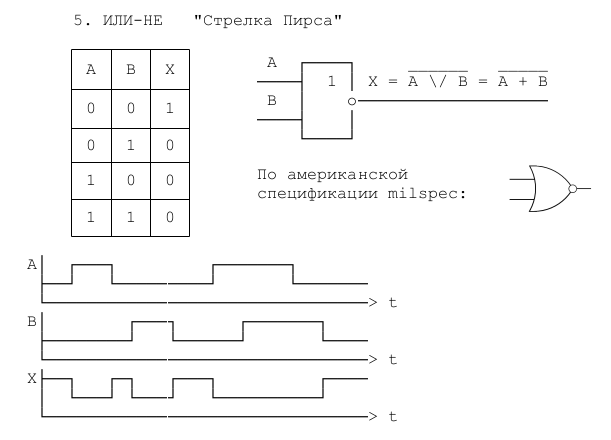 5. ИЛИ-НЕ "Стрелка Пирса"
A B X
0 0 1
0 1 0
1 0 0
1 1 0
A
B
1
X = A \/ B = A + B
По американской
спецификации milspec:
A
> t
B
> t
X
> t